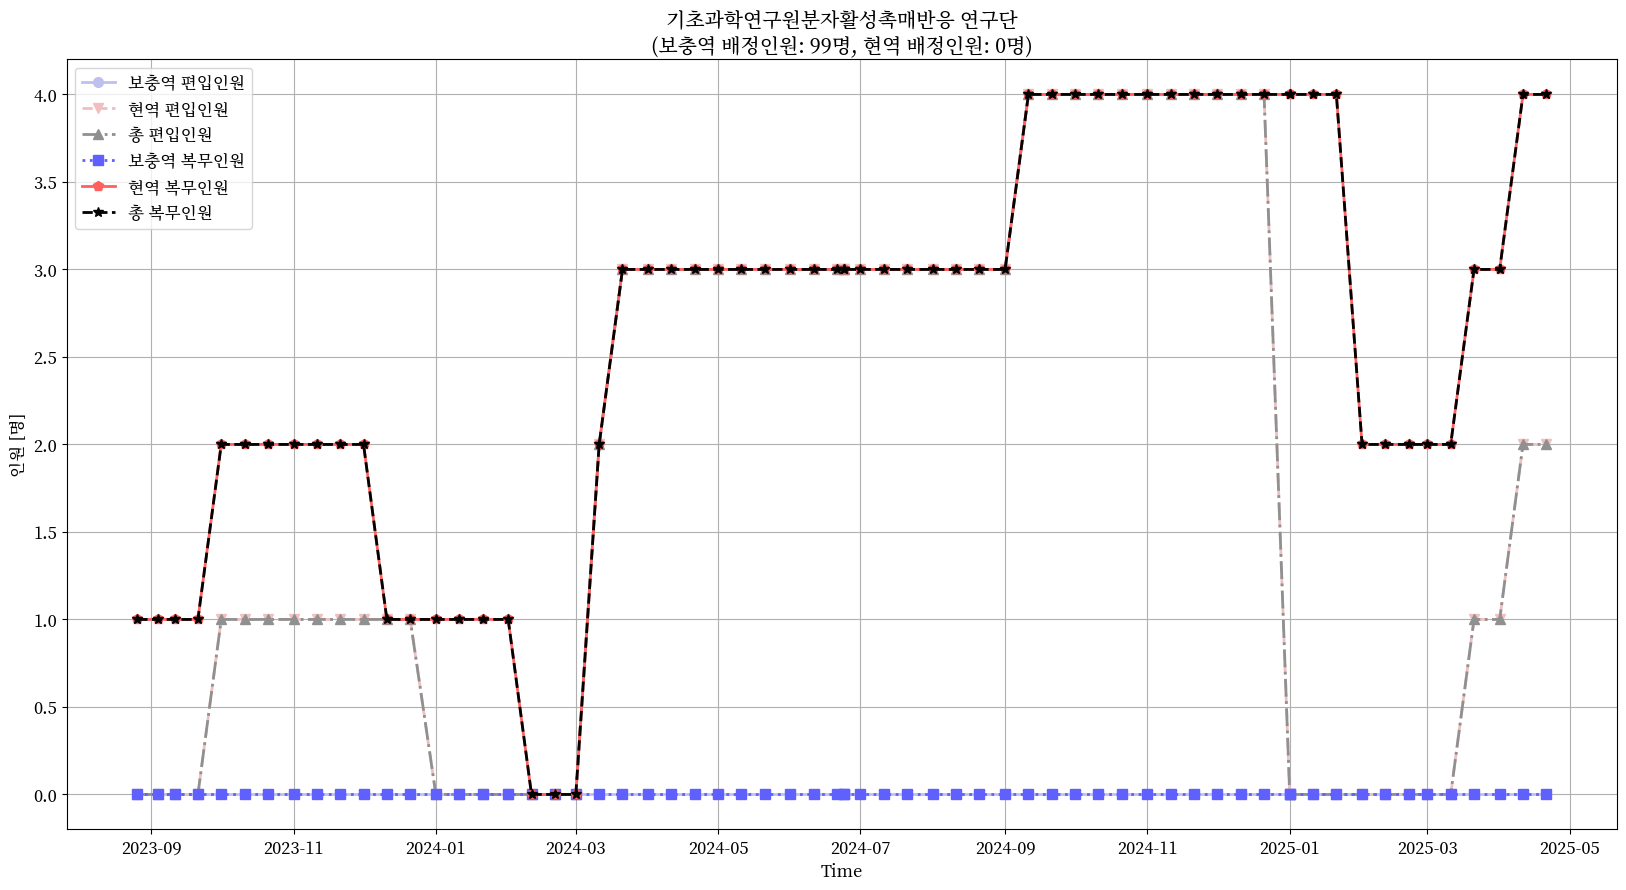 기초과학연구원분자활성촉매반응 연구단
(보충역 배정인원: 99명, 현역 배정인원: 0명)
보충역 편입인원
현역 편입인원
총 편입인원
보충역 복무인원
현역 복무인원
총 복무인원
인원 [명]
4.0
3.5
3.0
2.5
2.0
1.5
1.0
0.5
0.0
2023-09 2023-11 2024-01 2024-03 2024-05 2024-07 2024-09 2024-11 2025-01 2025-03 2025-05
Time